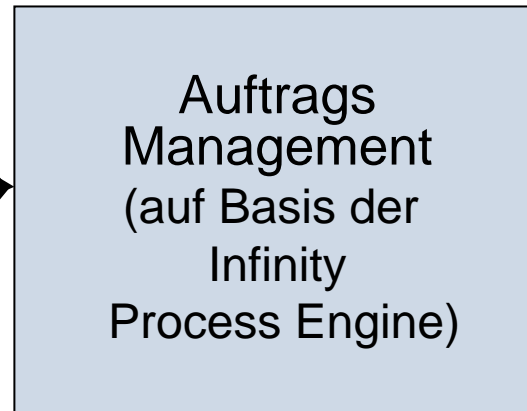 Auftrags
Management
(auf Basis der
Infinity
Process Engine)